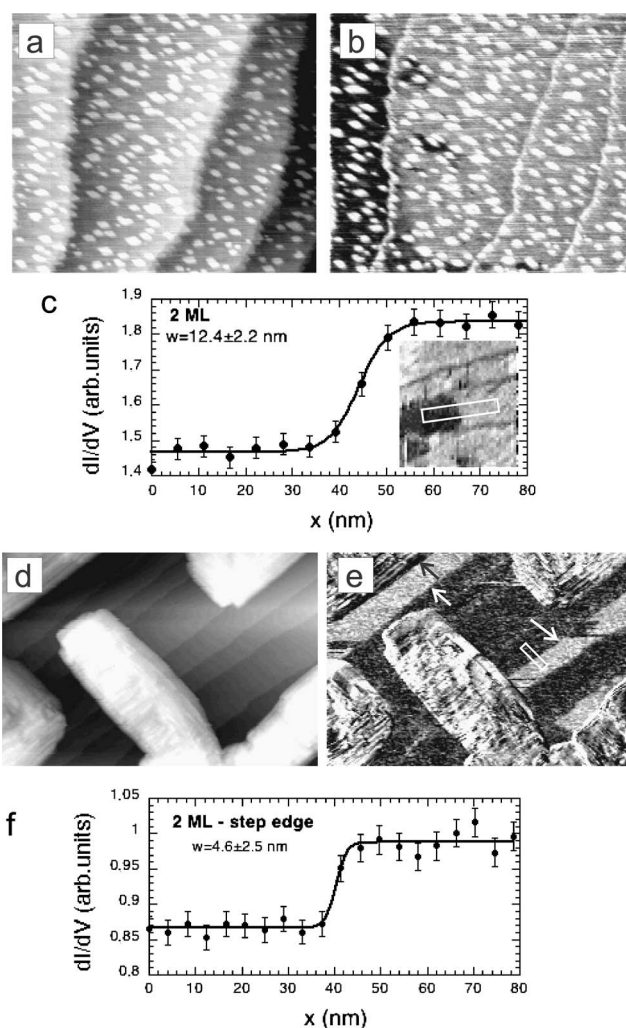 a
b
c
2 ML
w=12.4±2.2 nm
dI/dV (arb.units)
1.9
1.8
1.7
1.6
1.5
1.4
0 10 20 30 40 50 60 70 80
x (nm)
d
e
f
2 ML - step edge
w=4.6±2.5 nm
dI/dV (arb.units)
1,05
1
0,95
0,9
0,85
0,8
0 10 20 30 40 50 60 70 80
x (nm)